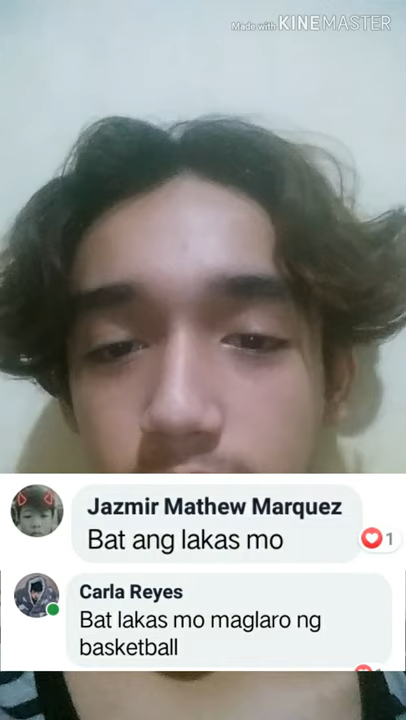 Made with KINEMASTER
Jazmir Mathew Marquez
Bat ang lakas mo
1
Carla Reyes
Bat lakas mo maglaro ng
basketball